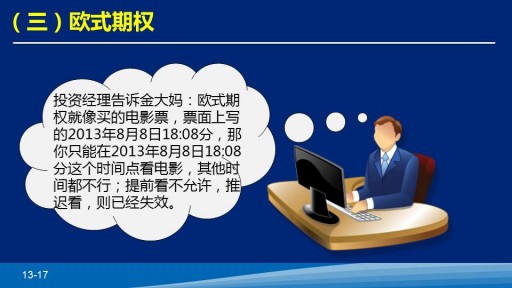 （三）欧式期权
投资经理告诉金大妈：欧式期
权就像买的电影票，票面上写
的2013年8月8日18:08分，那
你只能在2013年8月8日18:08
分这个时间点看电影，其他时
间都不行；提前看不允许，推
迟看，则已经失效。
13-17